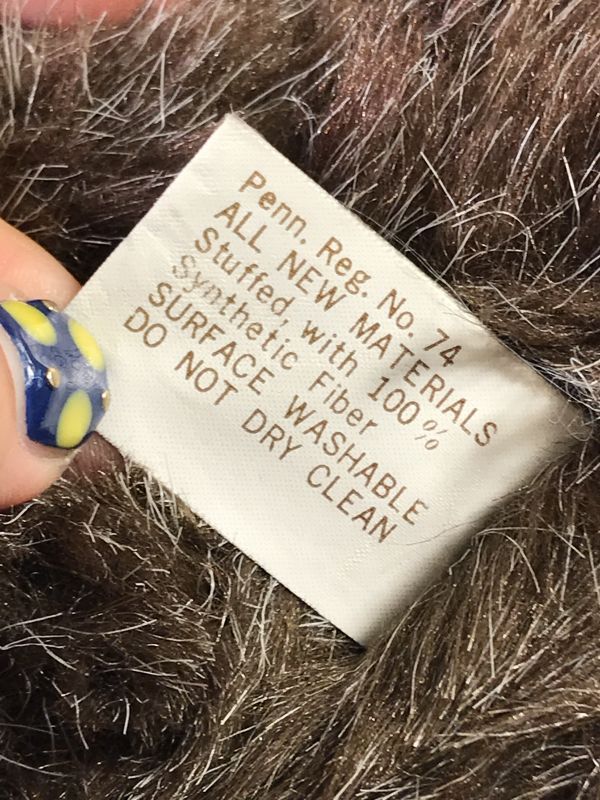 Penn. Reg. No. 74
ALL NEW MATERIALS
Stuffed with 100%
Synthetic Fiber
SURFACE WASHABLE
DO NOT DRY CLEAN